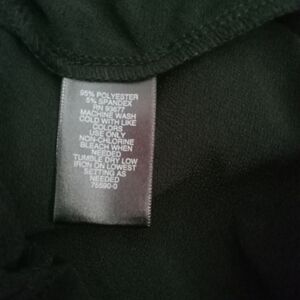 95% POLYESTER
5% SPANDEX
RN 93677
MACHINE WASH
COLD WITH LIKE
COLORS
USE ONLY
NON-CHLORINE
BLEACH WHEN
NEEDED
TUMBLE DRY LOW
IRON ON LOWEST
SETTING AS
NEEDED
75590-0